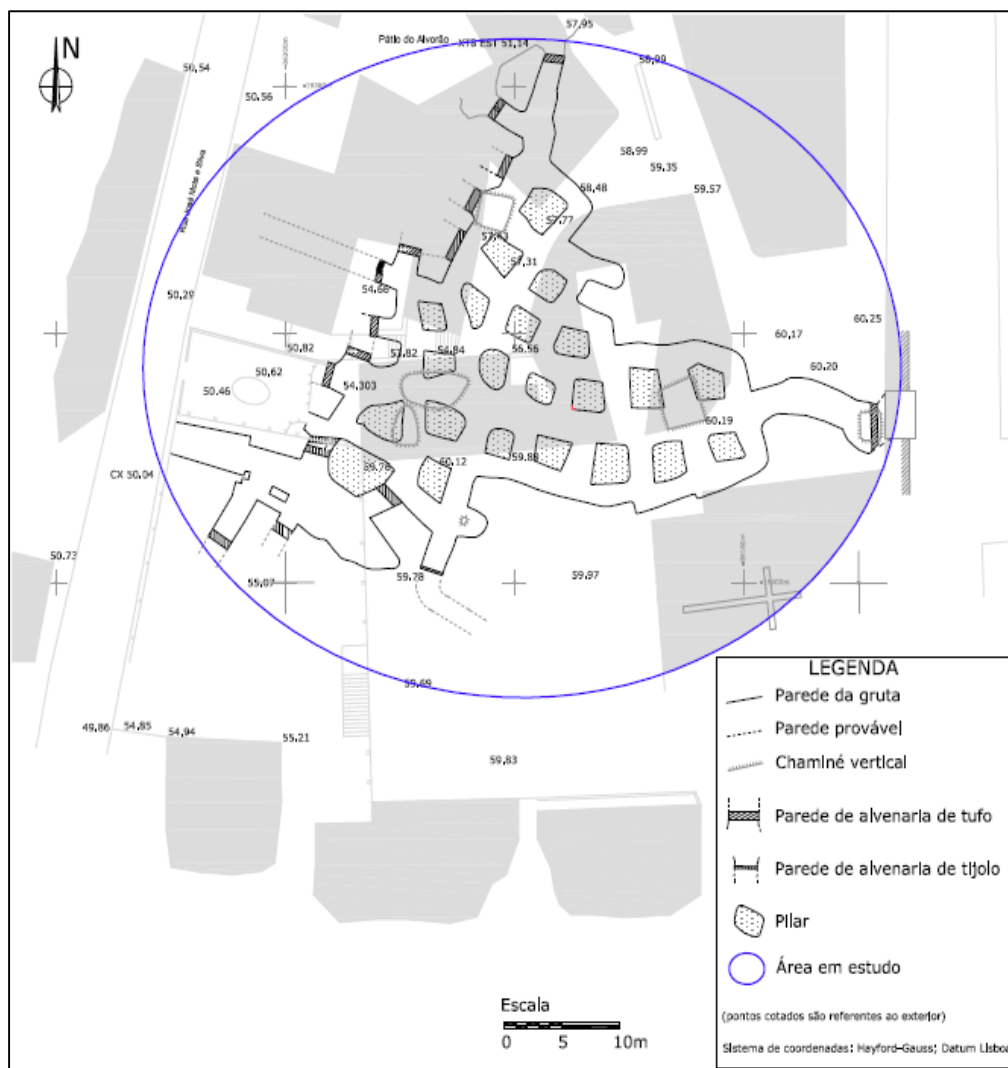 57,95
Pátio do Alvorão
XTS EST 51,14
N
50,54
58,99
50,56
58,99
59,35
59,57
68,48
57,77
57,31
54,66
50,29
60,25
60,17
50,82
53,82
54,84
56,56
50,62
54,303
50,46
60,20
60,19
60,12
59,88
59,76
CX 50,04
50,73
55,07
59,78
59,97
59,69
49,86
54,85
54,94
55,21
59,83
LEGENDA
Parede da gruta
Parede provável
Chaminé vertical
Parede de alvenaria de tufo
Parede de alvenaria de tijolo
Pilar
Área em estudo
(pontos cotados são referentes ao exterior)
Sistema de coordenadas: Hayford-Gauss; Datum Lisboa
Escala
0 5 10m